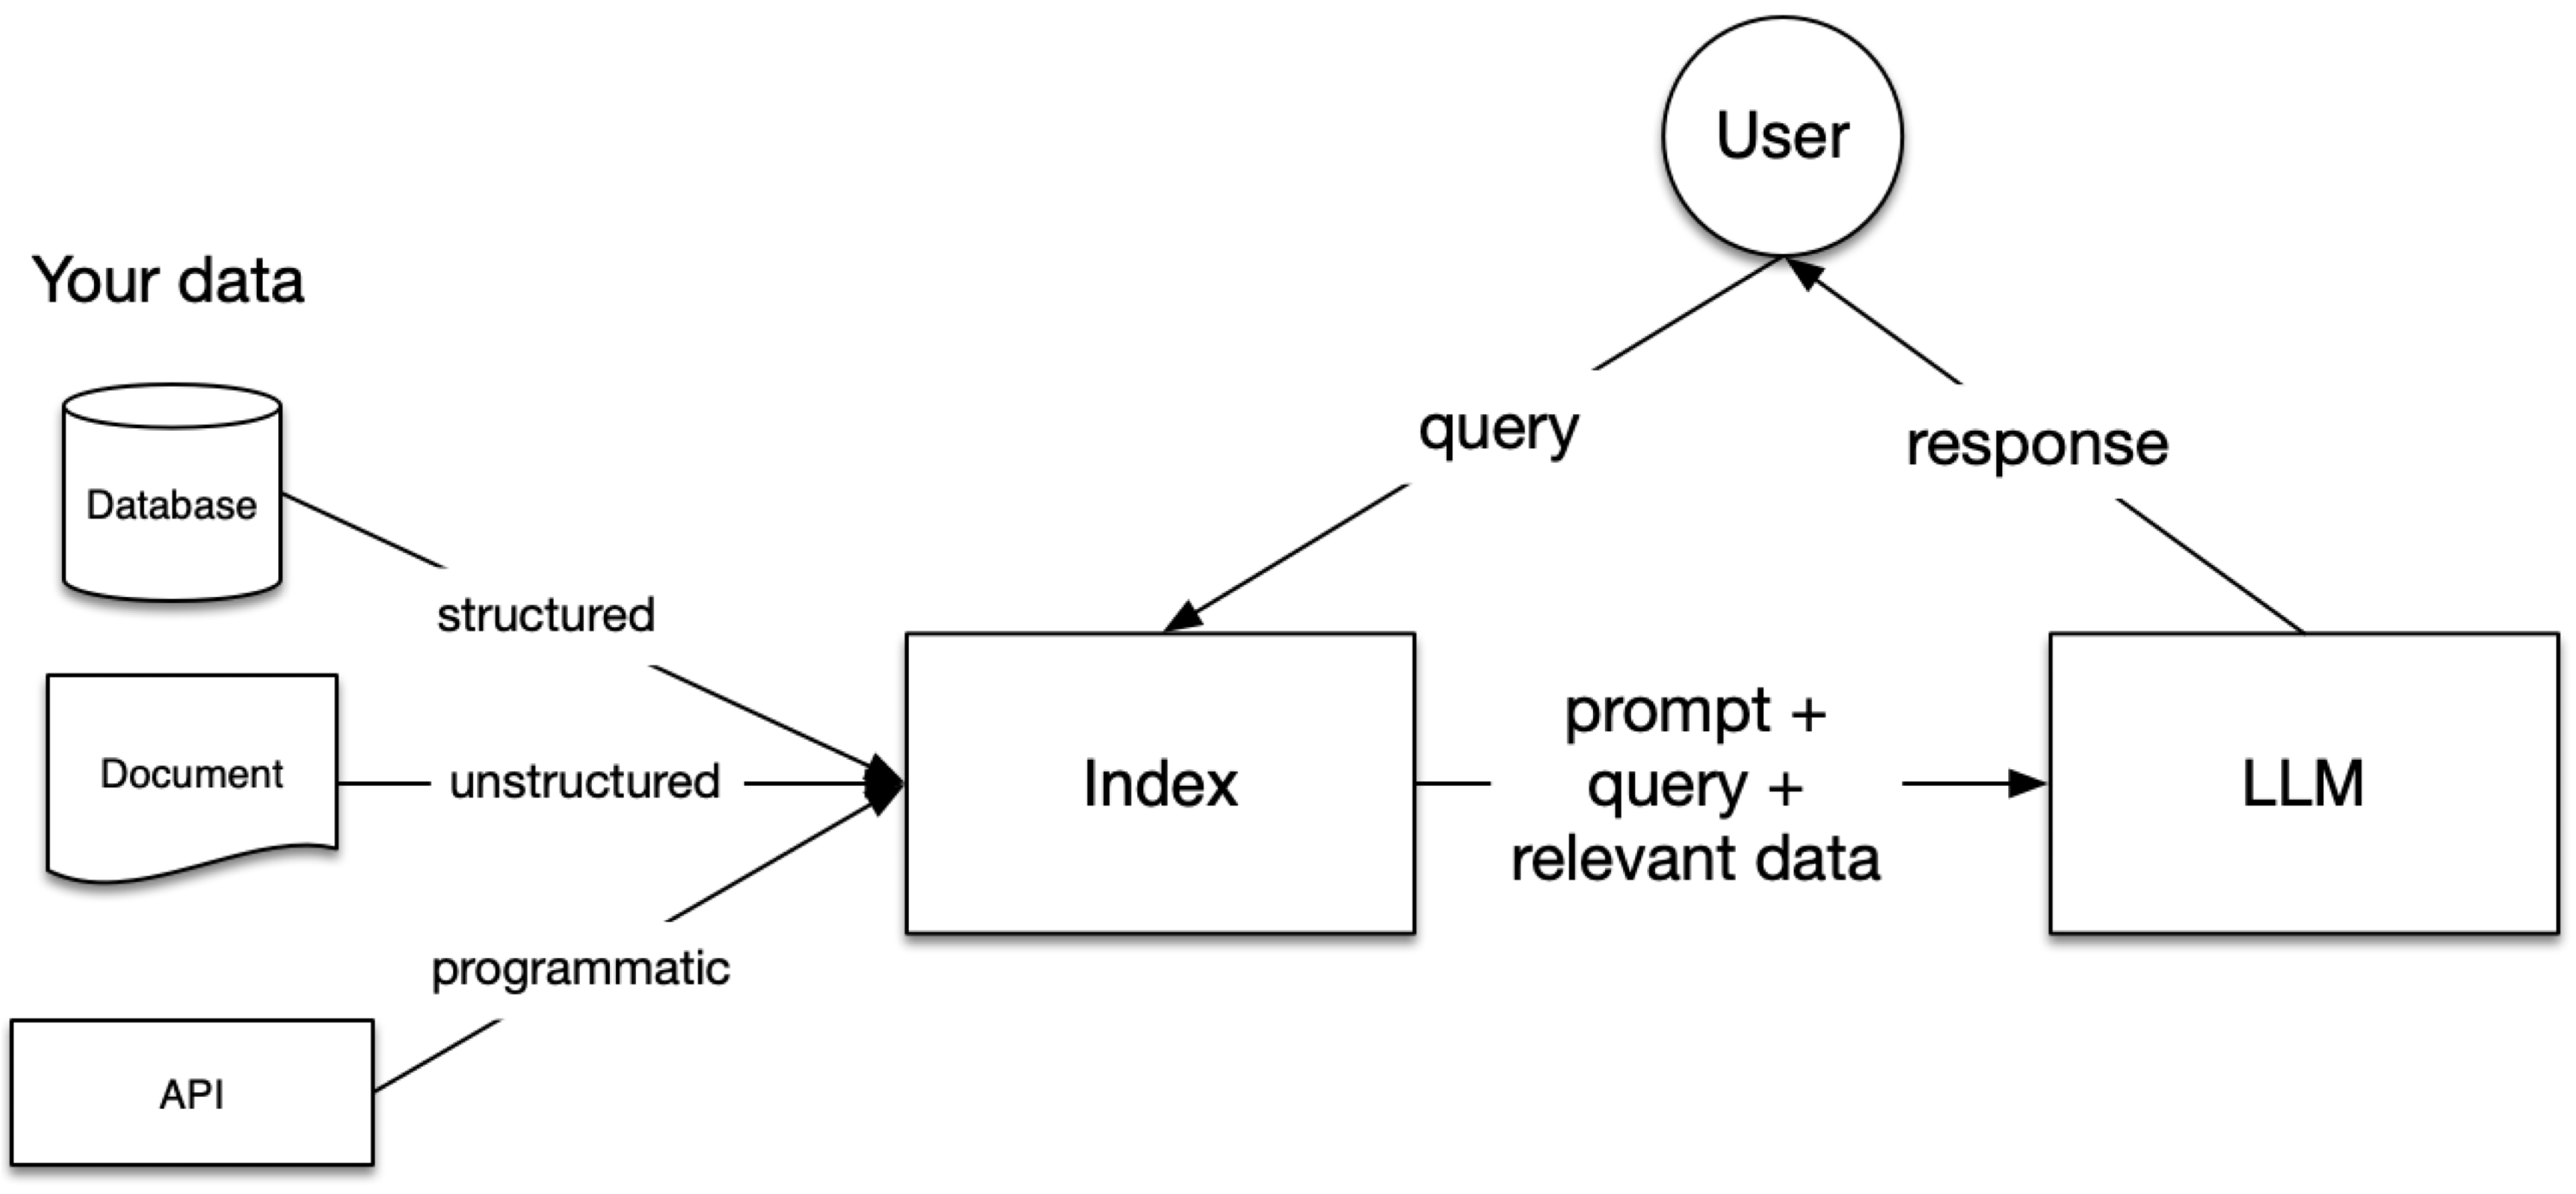 User
Your data
query
response
Database
structured
Document
unstructured
Index
prompt +
query +
relevant data
LLM
programmatic
API